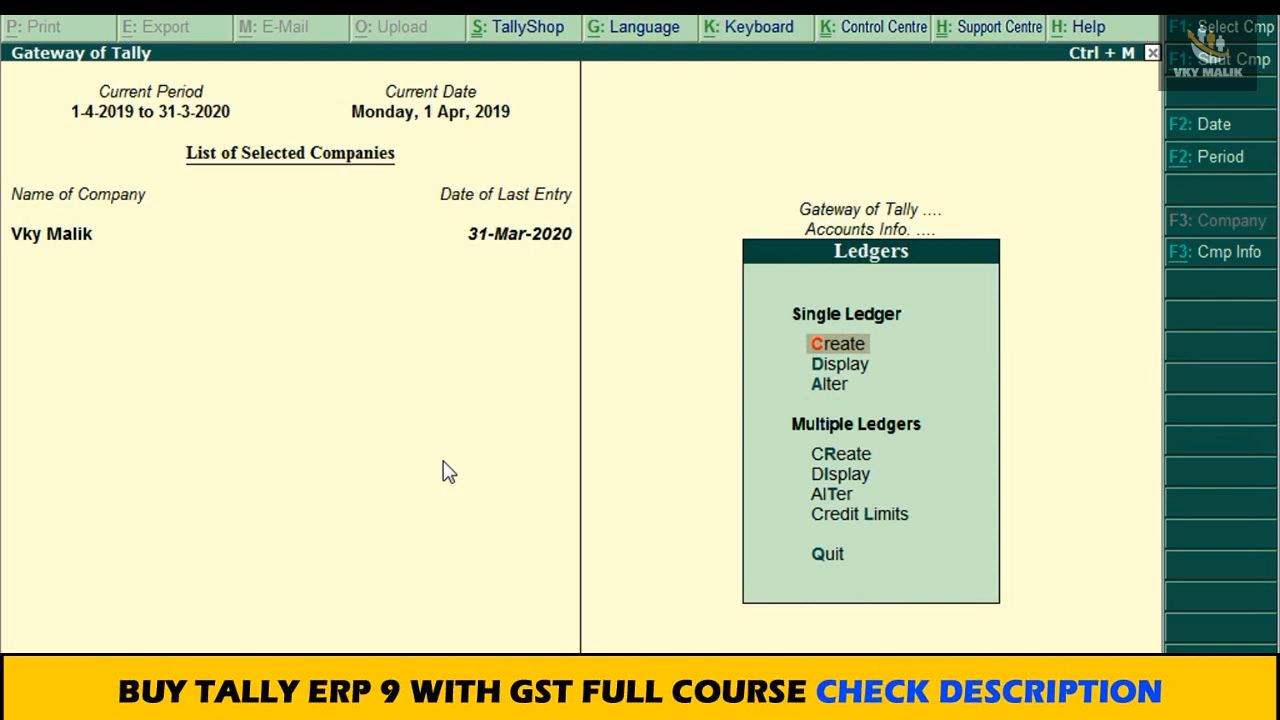 P: Print E: Export M: E-Mail O: Upload S: TallyShop G: Language K: Keyboard K: Control Centre H: Support Centre H: Help
Gateway of Tally Ctrl + M
Current Period Current Date
1-4-2019 to 31-3-2020 Monday, 1 Apr, 2019
List of Selected Companies
Name of Company Date of Last Entry
Vky Malik 31-Mar-2020
Gateway of Tally ....
Accounts Info. ....
Ledgers
Single Ledger
Create
Display
Alter
Multiple Ledgers
CReate
DIsplay
AlTer
Credit Limits
Quit
F1: Select Cmp
F1: Shut Cmp
VKY MALIK
F2: Date
F2: Period
F3: Company
F3: Cmp Info
BUY TALLY ERP 9 WITH GST FULL COURSE CHECK DESCRIPTION